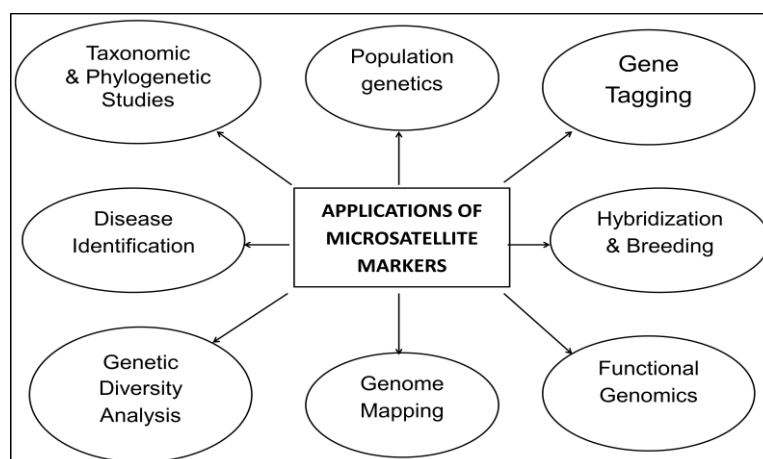 Taxonomic
& Phylogenetic
Studies
Population
genetics
Gene
Tagging
Disease
Identification
APPLICATIONS OF
MICROSATELLITE
MARKERS
Hybridization
& Breeding
Genetic
Diversity
Analysis
Genome
Mapping
Functional
Genomics